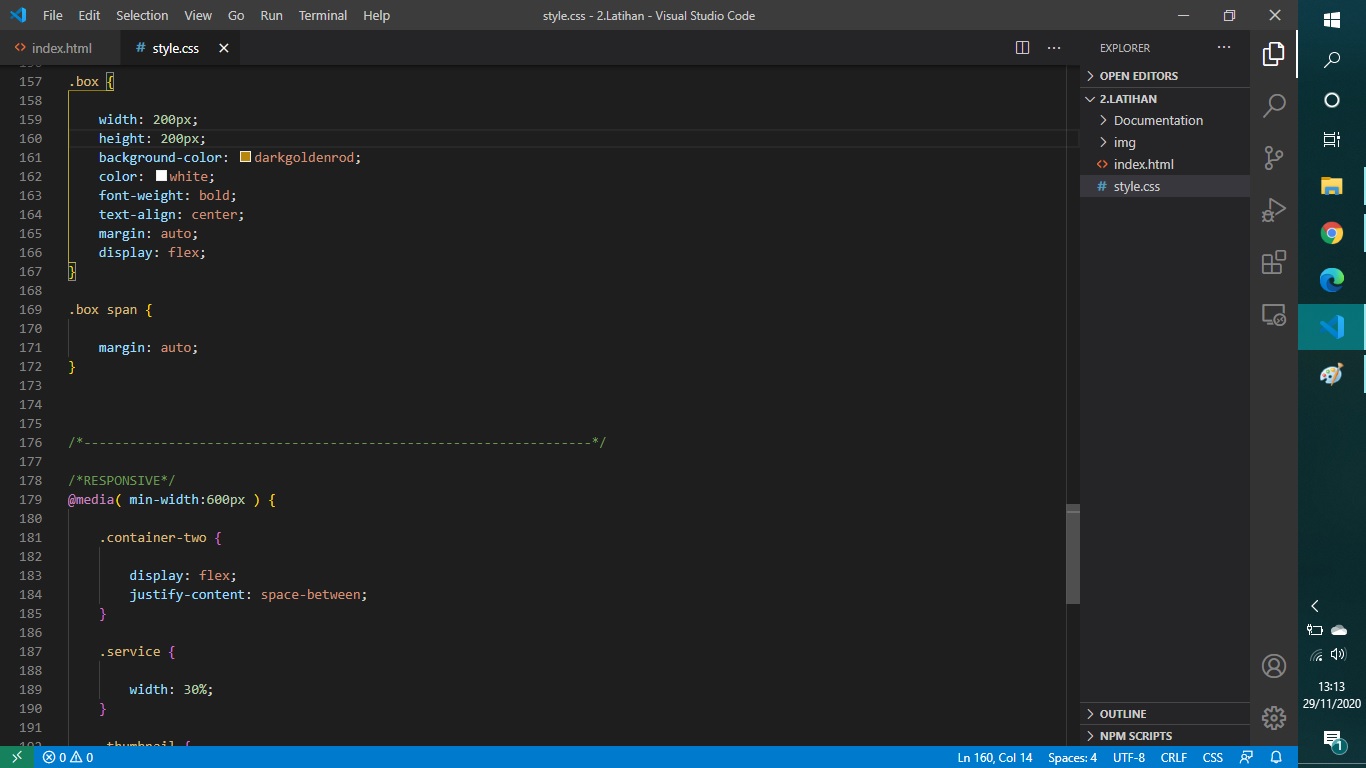 File Edit Selection View Go Run Terminal Help style.css - 2.Latihan - Visual Studio Code
index.html # style.css
157 .box {
158
159 width: 200px;
160 height: 200px;
161 background-color: darkgoldenrod;
162 color: white;
163 font-weight: bold;
164 text-align: center;
165 margin: auto;
166 display: flex;
167 }
168
169 .box span {
170
171 margin: auto;
172 }
173
174
175
176 /*------------------------------------------------------------------*/
177
178 /*RESPONSIVE*/
179 @media( min-width:600px ) {
180
181 .container-two {
182
183 display: flex;
184 justify-content: space-between;
185 }
186
187 .service {
188
189 width: 30%;
190 }
191
192 .thumbnail {
EXPLORER
OPEN EDITORS
2.LATIHAN
Documentation
img
index.html
# style.css
OUTLINE
NPM SCRIPTS
0 0 Ln 160, Col 14 Spaces: 4 UTF-8 CRLF CSS
13:13
29/11/2020
1